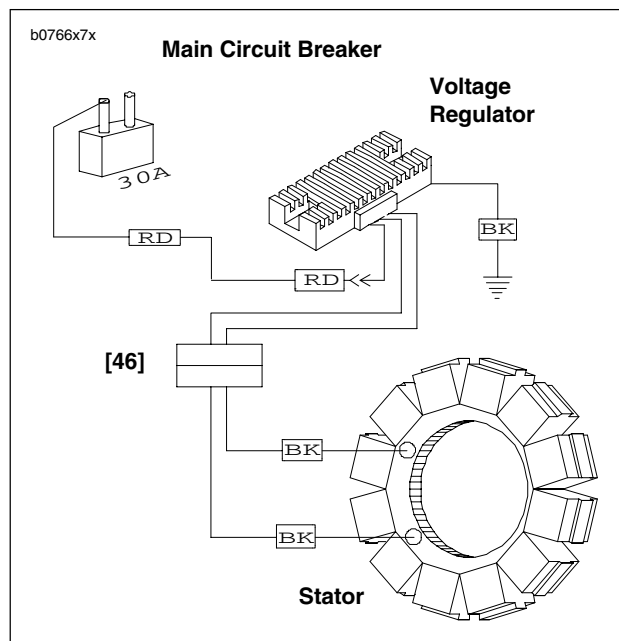 b0766x7x
Main Circuit Breaker
Voltage
Regulator
30A
BK
RD
RD
[46]
BK
BK
Stator